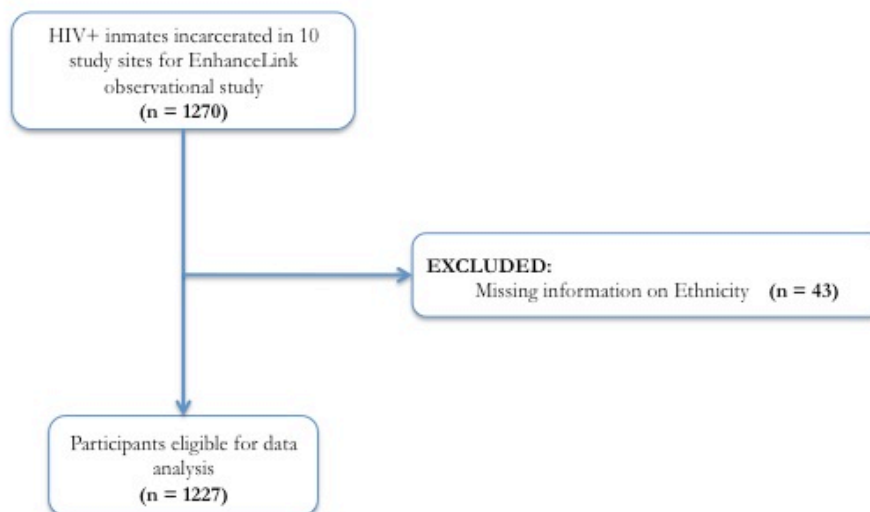 HIV+ inmates incarcerated in 10
study sites for EnhanceLink
observational study
(n = 1270)
EXCLUDED:
Missing information on Ethnicity (n = 43)
Participants eligible for data
analysis
(n = 1227)